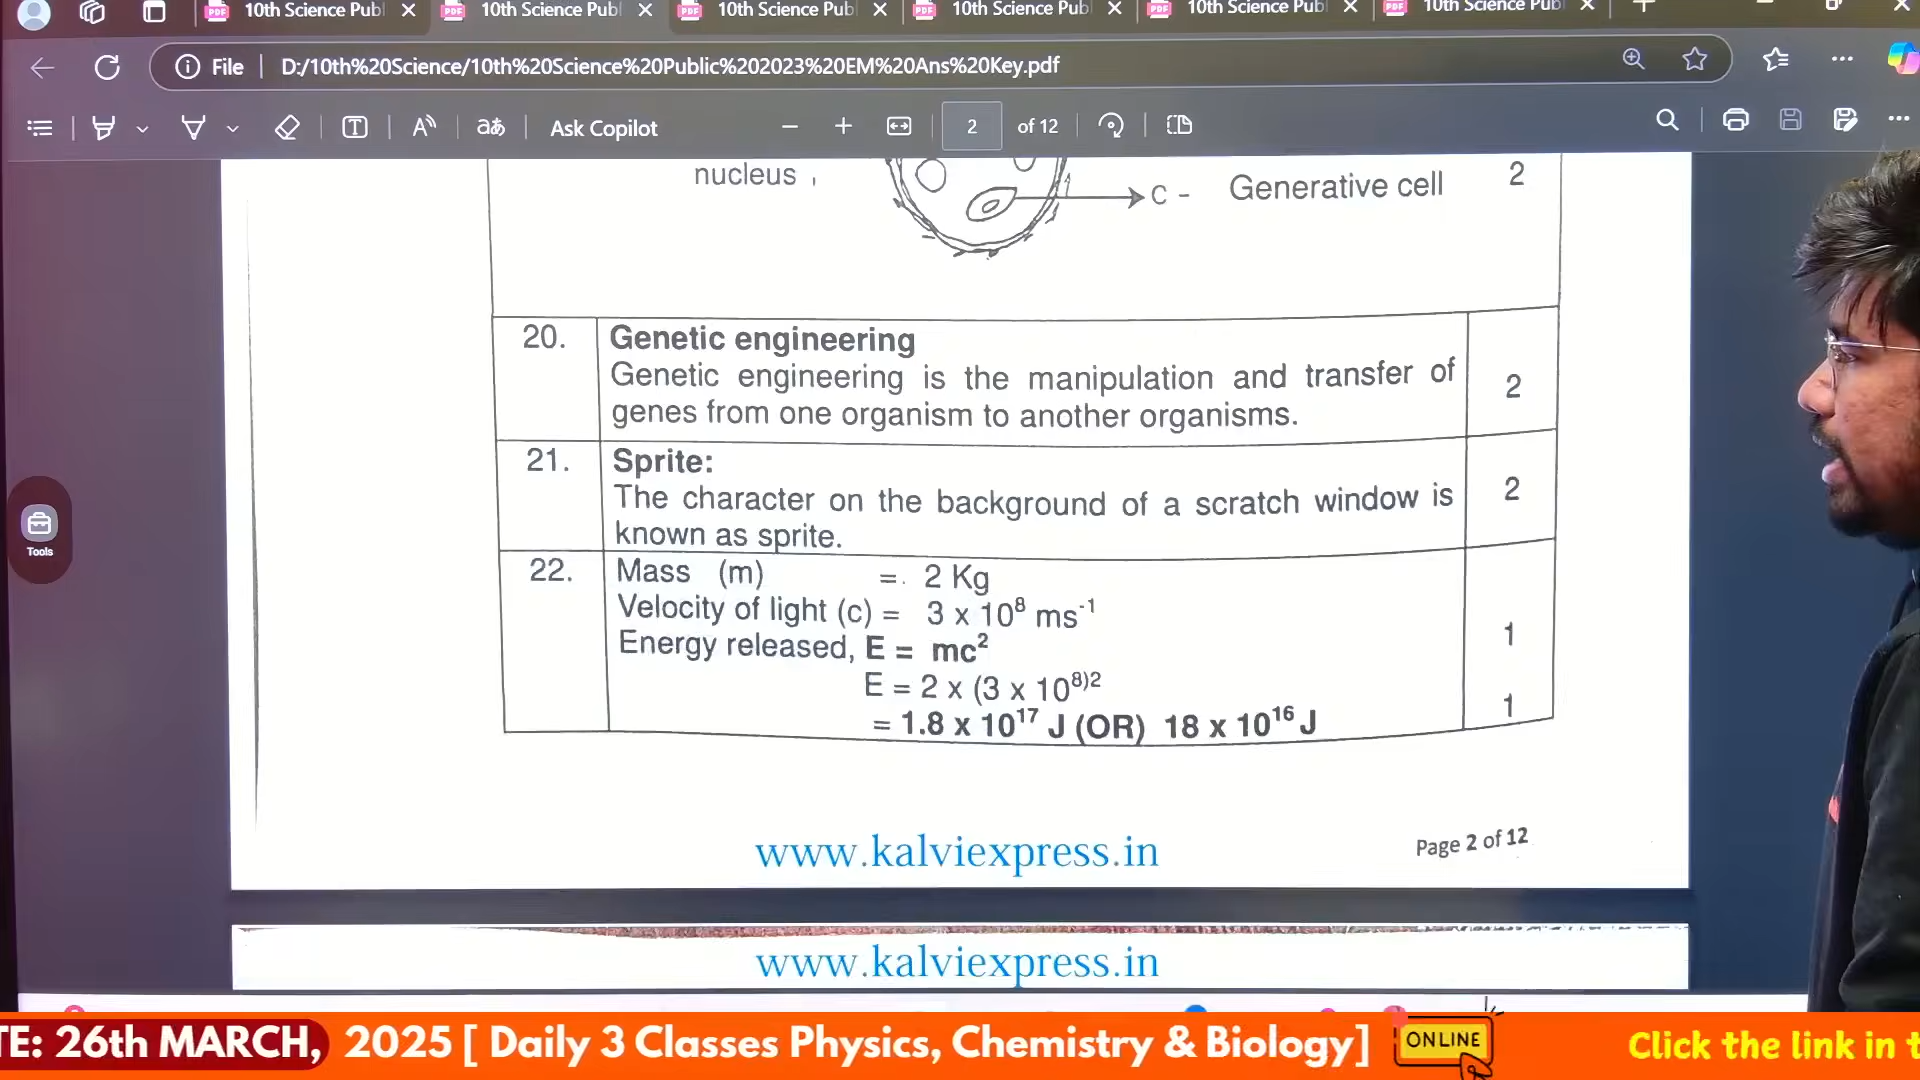 10th Science Publ
10th Science Publ
10th Science Pub
10th Science Publ
10th Science Publ
10th Science Publ
File
D:/10th%20Science/10th%20Science%20Public%202023%20EM%20Ans%20Key.pdf
aあ
Ask Copilot
2
of 12
nucleus
C - Generative cell
2
20.
Genetic engineering
Genetic engineering is the manipulation and transfer of
genes from one organism to another organisms.
2
21.
Sprite:
The character on the background of a scratch window is
known as sprite.
2
Tools
22.
Mass (m) = 2 Kg
Velocity of light (c) = 3 x 10⁸ ms⁻¹
Energy released, E = mc²
1
E = 2 x (3 x 10⁸⁾²
= 1.8 x 10¹⁷ J (OR) 18 x 10¹⁶ J
1
www.kalviexpress.in
Page 2 of 12
www.kalviexpress.in
TE: 26th MARCH, 2025 [ Daily 3 Classes Physics, Chemistry & Biology]
ONLINE
Click the link in t